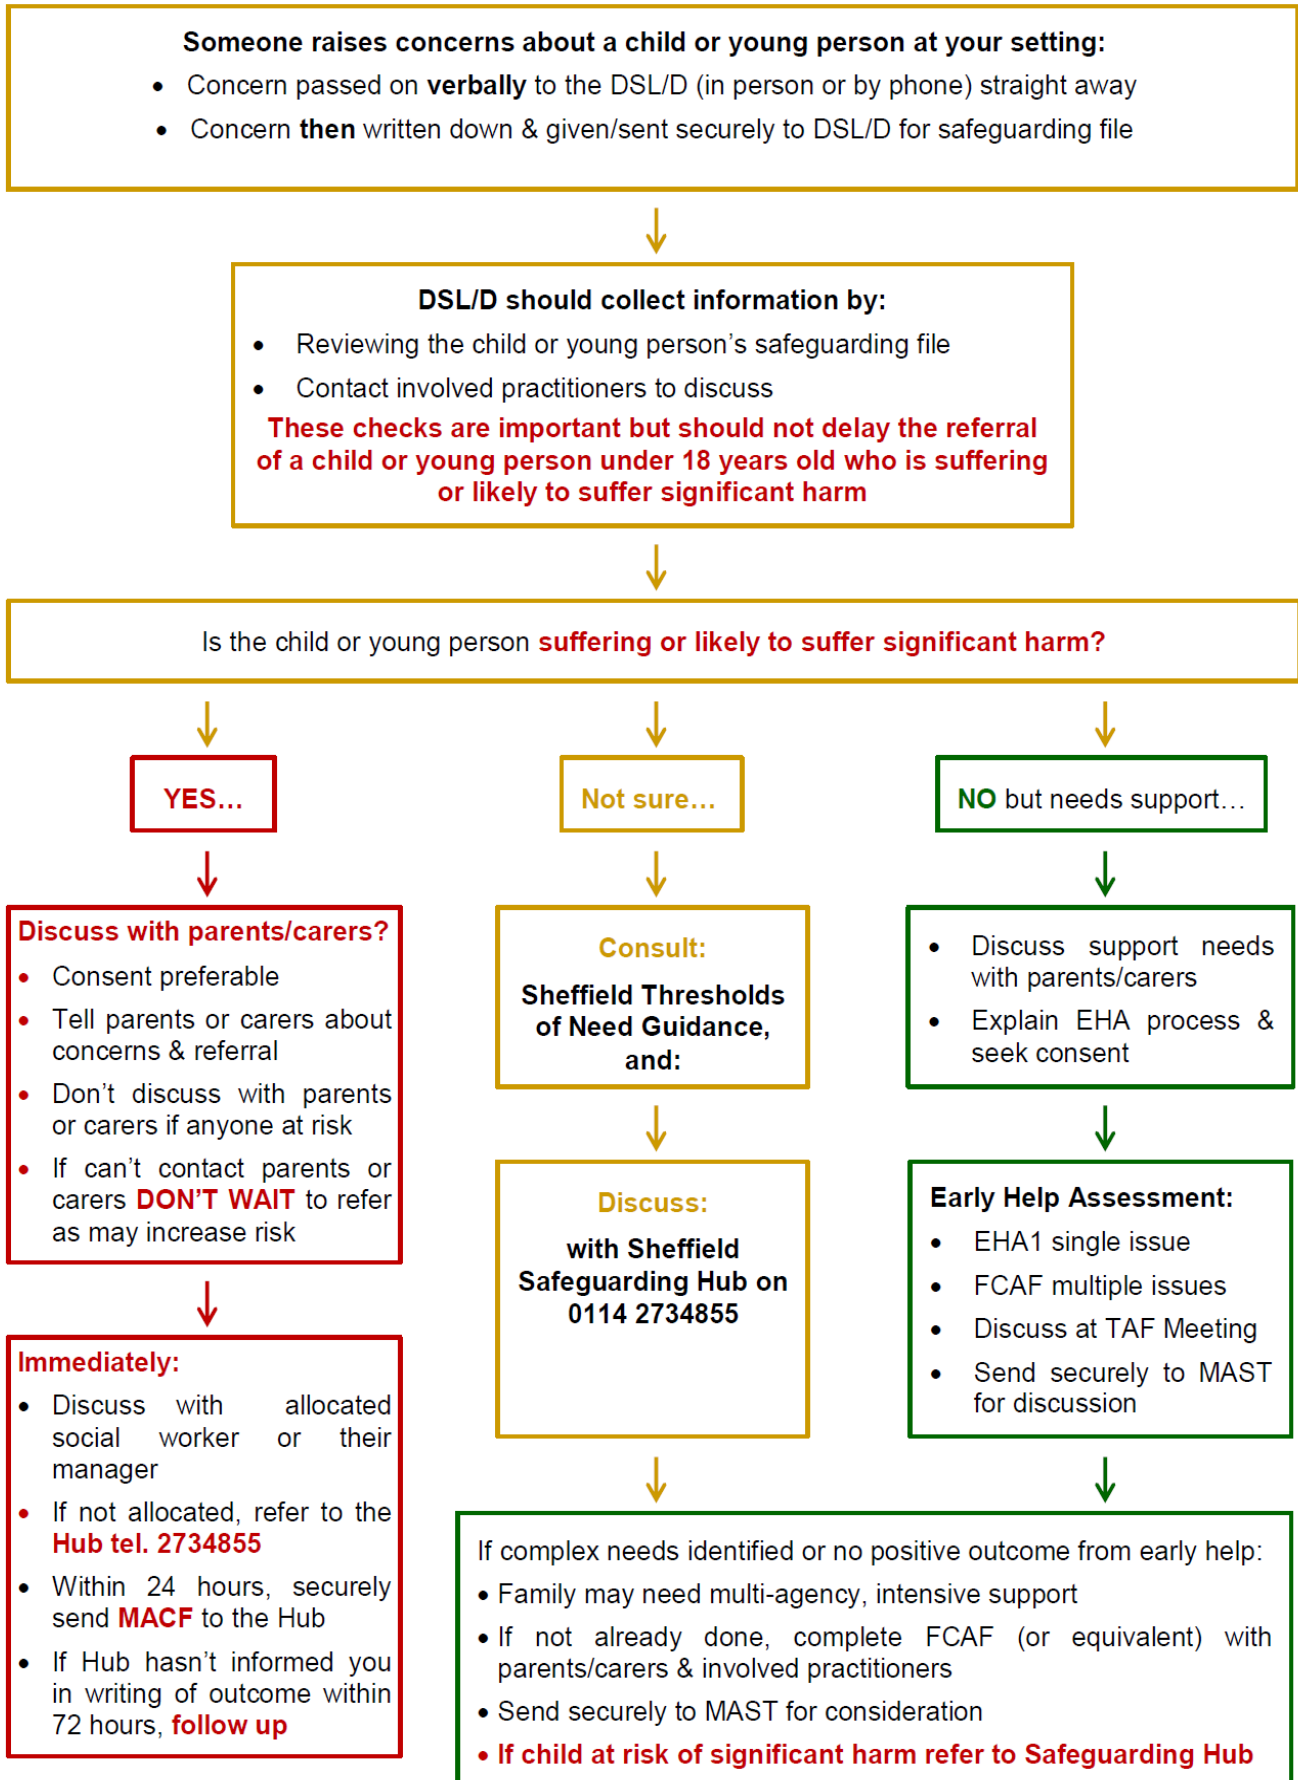 Someone raises concerns about a child or young person at your setting:
• Concern passed on verbally to the DSL/D (in person or by phone) straight away
• Concern then written down & given/sent securely to DSL/D for safeguarding file
DSL/D should collect information by:
• Reviewing the child or young person's safeguarding file
• Contact involved practitioners to discuss
These checks are important but should not delay the referral
of a child or young person under 18 years old who is suffering
or likely to suffer significant harm
Is the child or young person suffering or likely to suffer significant harm?
YES…
Discuss with parents/carers?
• Consent preferable
• Tell parents or carers about
concerns & referral
• Don't discuss with parents
or carers if anyone at risk
• If can't contact parents or
carers DON'T WAIT to refer
as may increase risk
Immediately:
• Discuss with allocated
social worker or their
manager
• If not allocated, refer to the
Hub tel. 2734855
• Within 24 hours, securely
send MACF to the Hub
• If Hub hasn't informed you
in writing of outcome within
72 hours, follow up
Not sure…
Consult:
Sheffield Thresholds
of Need Guidance,
and:
Discuss:
with Sheffield
Safeguarding Hub on
0114 2734855
NO but needs support…
• Discuss support needs
with parents/carers
• Explain EHA process &
seek consent
Early Help Assessment:
• EHA1 single issue
• FCAF multiple issues
• Discuss at TAF Meeting
• Send securely to MAST
for discussion
If complex needs identified or no positive outcome from early help:
• Family may need multi-agency, intensive support
• If not already done, complete FCAF (or equivalent) with
parents/carers & involved practitioners
• Send securely to MAST for consideration
• If child at risk of significant harm refer to Safeguarding Hub